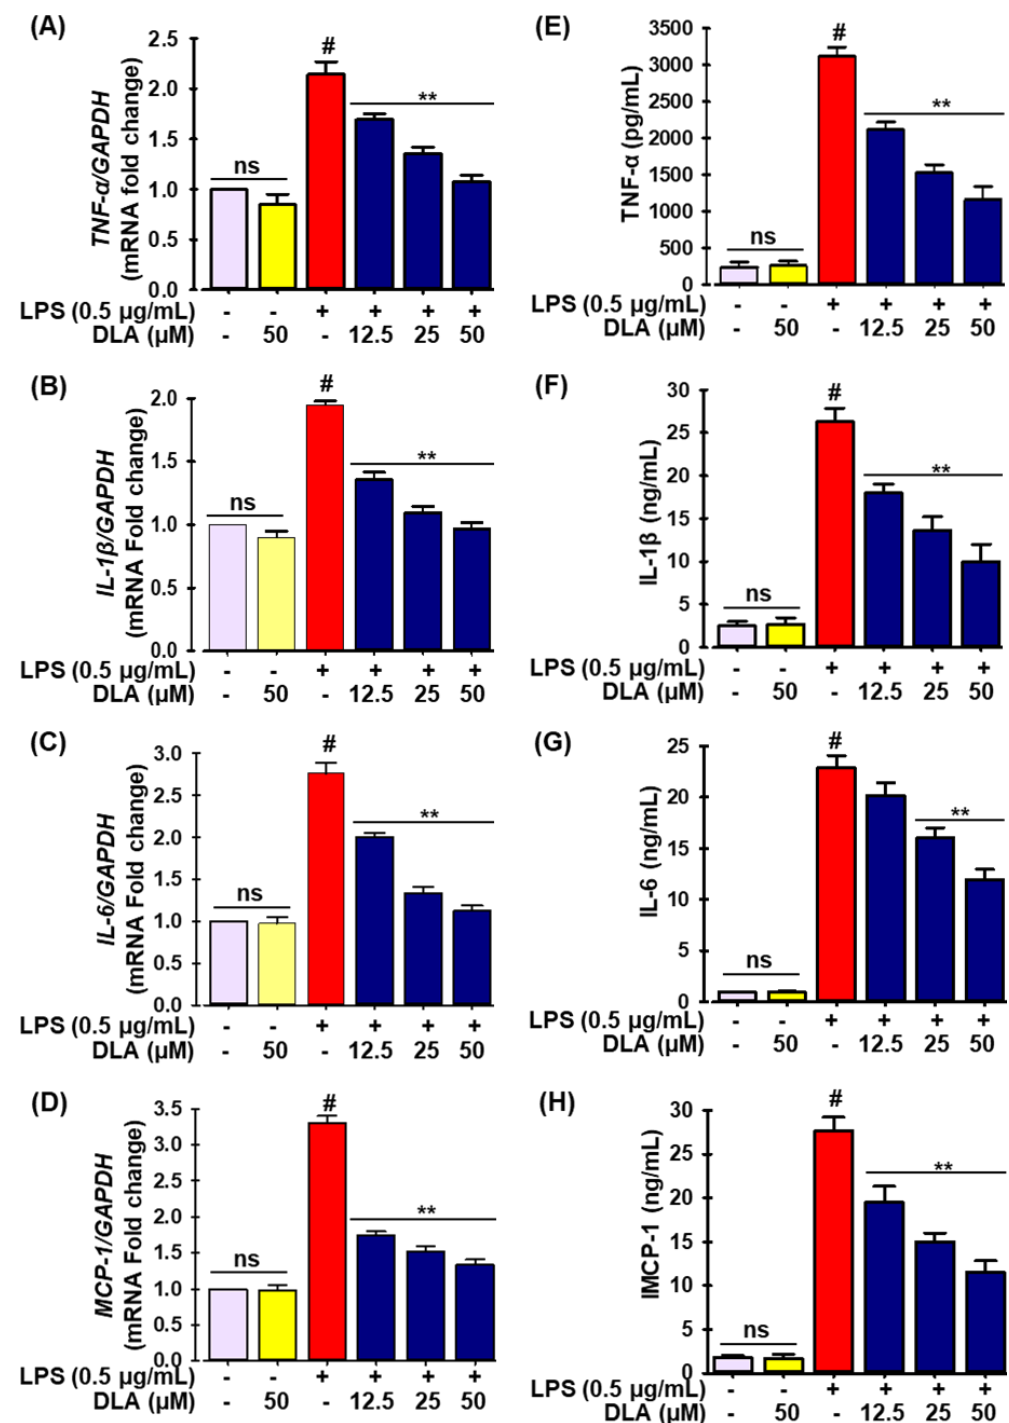 (A)
TNF-α/GAPDH
(mRNA fold change)
2.5
2.0
1.5
1.0
0.5
0.0
ns
#
**
LPS (0.5 µg/mL) - - + + + +
DLA (µM) - 50 - 12.5 25 50
(E)
TNF-α (pg/mL)
3500
3000
2500
2000
1500
1000
500
0
ns
#
**
LPS (0.5 µg/mL) - - + + + +
DLA (µM) - 50 - 12.5 25 50
(B)
IL-1β/GAPDH
(mRNA Fold change)
2.0
1.5
1.0
0.5
0.0
ns
#
**
LPS (0.5 µg/mL) - - + + + +
DLA (µM) - 50 - 12.5 25 50
(F)
IL-1β (ng/mL)
30
25
20
15
10
5
0
ns
#
**
LPS (0.5 µg/mL) - - + + + +
DLA (µM) - 50 - 12.5 25 50
(C)
IL-6/GAPDH
(mRNA Fold change)
3.0
2.5
2.0
1.5
1.0
0.5
0.0
ns
#
**
LPS (0.5 µg/mL) - - + + + +
DLA (µM) - 50 - 12.5 25 50
(G)
IL-6 (ng/mL)
25
20
15
10
5
0
ns
#
**
LPS (0.5 µg/mL) - - + + + +
DLA (µM) - 50 - 12.5 25 50
(D)
MCP-1/GAPDH
(mRNA Fold change)
3.5
3.0
2.5
2.0
1.5
1.0
0.5
0.0
ns
#
**
LPS (0.5 µg/mL) - - + + + +
DLA (µM) - 50 - 12.5 25 50
(H)
IMCP-1 (ng/mL)
30
25
20
15
10
5
0
ns
#
**
LPS (0.5 µg/mL) - - + + + +
DLA (µM) - 50 - 12.5 25 50